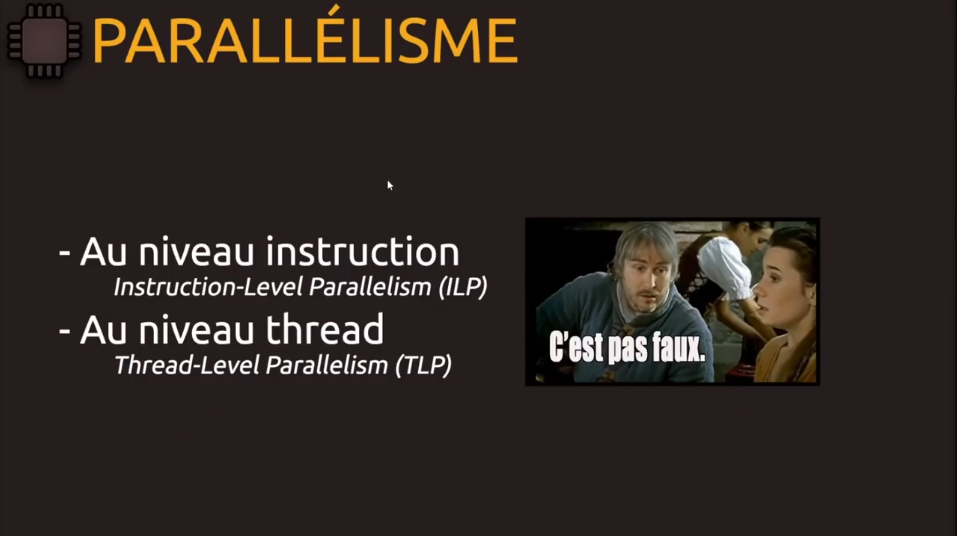 PARALLÉLISME
- Au niveau instruction
Instruction-Level Parallelism (ILP)
- Au niveau thread
Thread-Level Parallelism (TLP)
C'est pas faux.